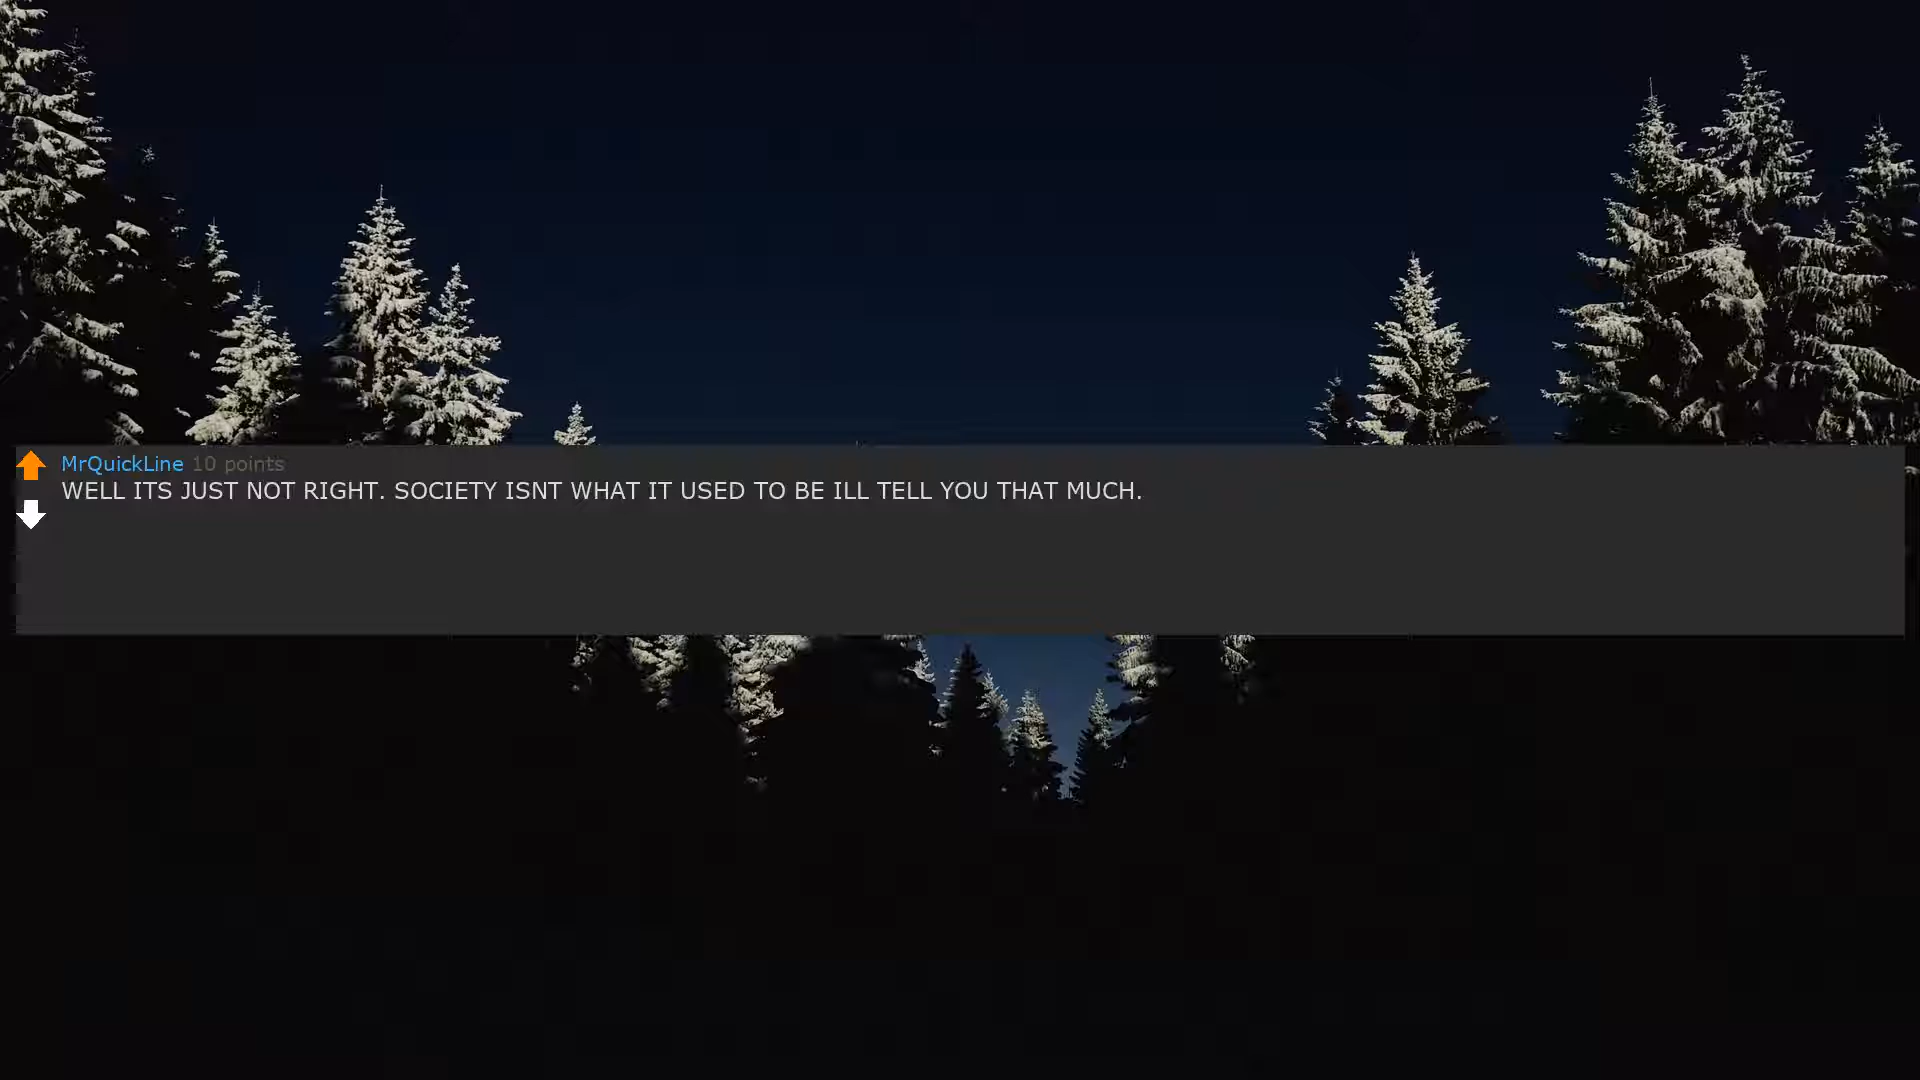 MrQuickLine 10 points
WELL ITS JUST NOT RIGHT. SOCIETY ISNT WHAT IT USED TO BE ILL TELL YOU THAT MUCH.